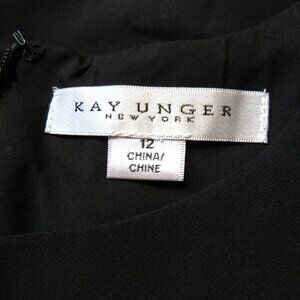 KAY UNGER
NEW YORK
12
CHINA/
CHINE